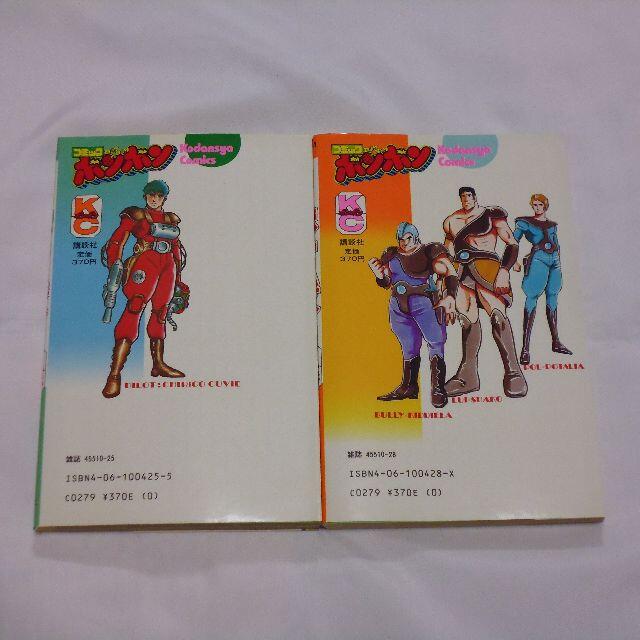 コミック
ボンボン
Kodansya
Comics
KC
講談社
定価
370円
PILOT:CHIRICO CUVIE
雑誌 45510-25
ISBN4-06-100425-5
C0279 ¥370E (0)
コミック
ボンボン
Kodansya
Comics
KC
講談社
定価
370円
POL-POTALIA
LUI-SHAKO
BULLY-KIDDIELA
雑誌 45510-28
ISBN4-06-100428-X
C0279 ¥370E (0)